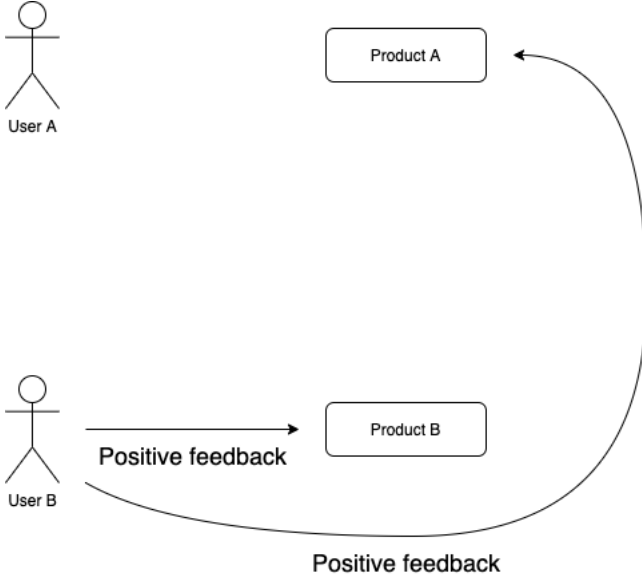 Product A
User A
Product B
Positive feedback
User B
Positive feedback